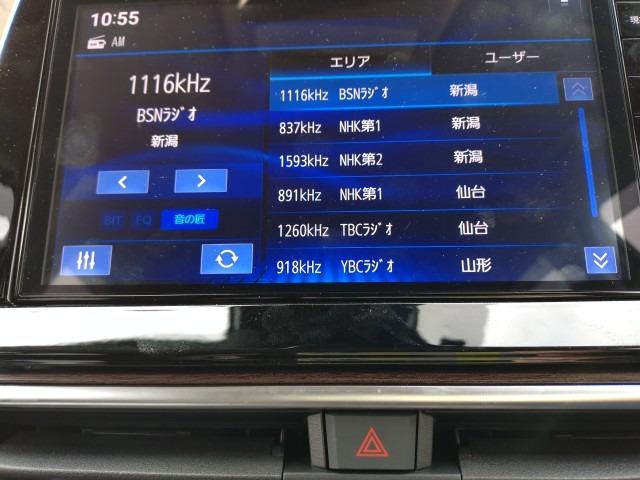 10:55
AM
1116kHz
BSNﾗｼﾞｵ
新潟
BIT EQ 音の匠
エリア ユーザー
1116kHz BSNﾗｼﾞｵ 新潟
837kHz NHK第1 新潟
1593kHz NHK第2 新潟
891kHz NHK第1 仙台
1260kHz TBCﾗｼﾞｵ 仙台
918kHz YBCﾗｼﾞｵ 山形